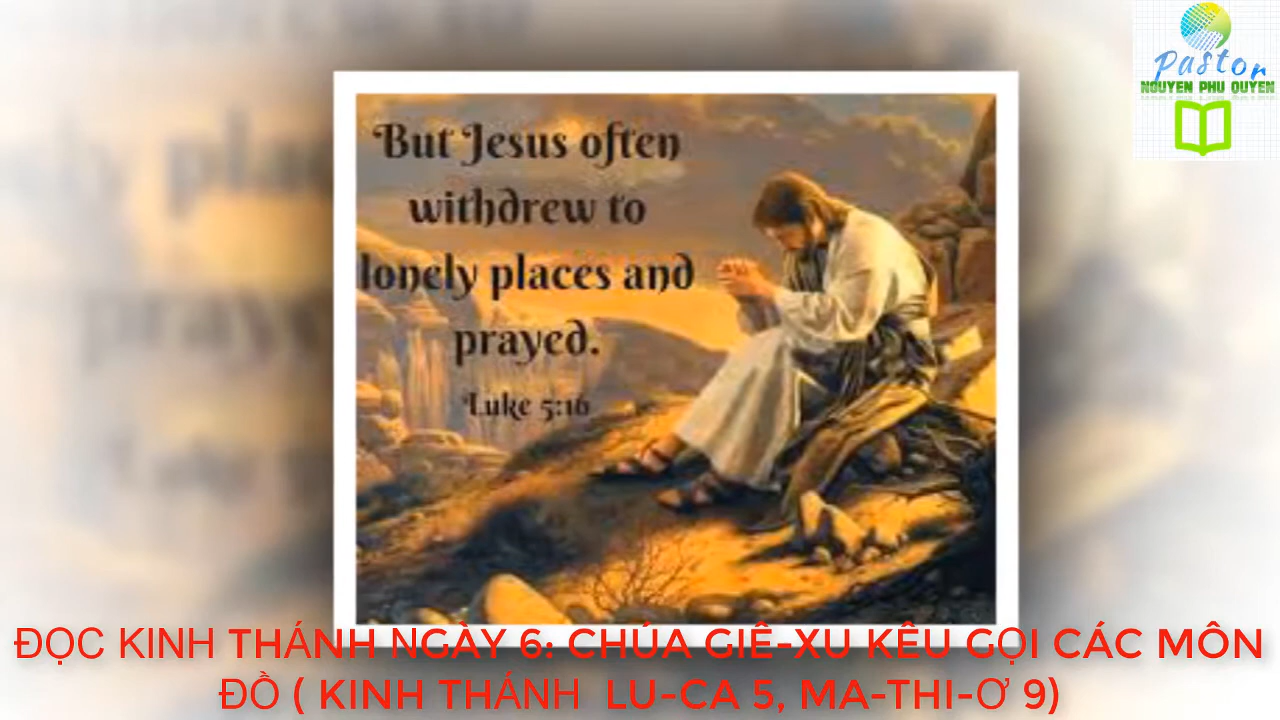 Pastor
NGUYEN PHU QUYEN
But Jesus often
withdrew to
lonely places and
prayed.
Luke 5:16
ĐỌC KINH THÁNH NGÀY 6: CHÚA GIÊ-XU KÊU GỌI CÁC MÔN
ĐỒ ( KINH THÁNH LU-CA 5, MA-THI-Ơ 9)